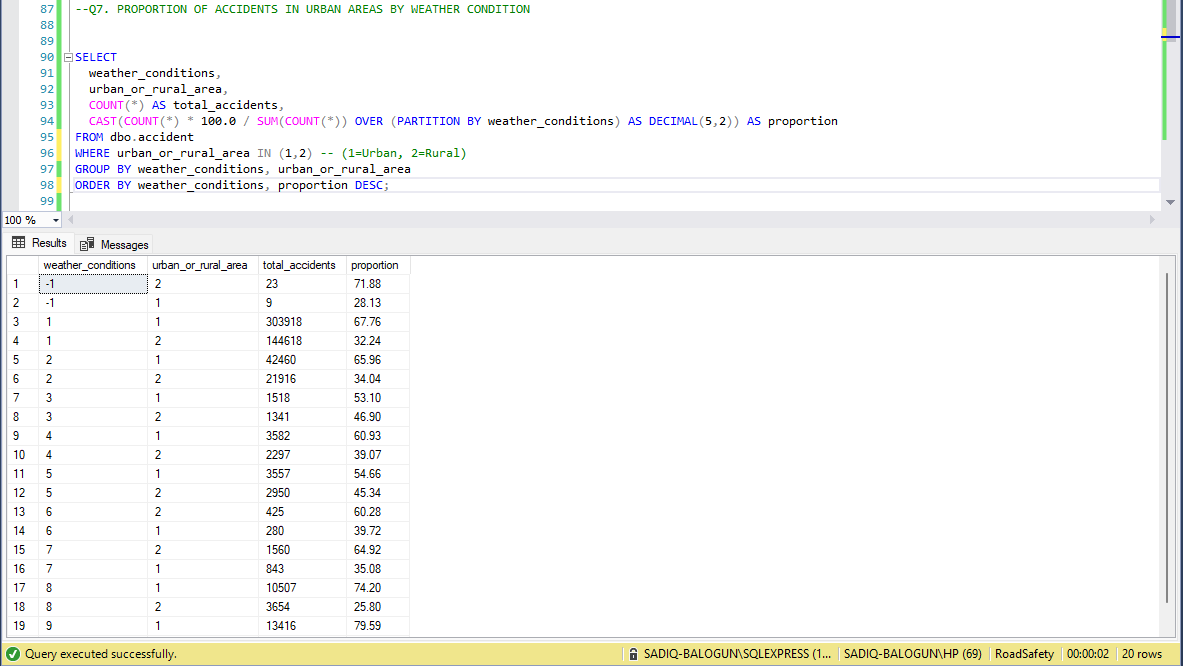 87 --Q7. PROPORTION OF ACCIDENTS IN URBAN AREAS BY WEATHER CONDITION
88
89
90 SELECT
91 weather_conditions,
92 urban_or_rural_area,
93 COUNT(*) AS total_accidents,
94 CAST(COUNT(*) * 100.0 / SUM(COUNT(*)) OVER (PARTITION BY weather_conditions) AS DECIMAL(5,2)) AS proportion
95 FROM dbo.accident
96 WHERE urban_or_rural_area IN (1,2) -- (1=Urban, 2=Rural)
97 GROUP BY weather_conditions, urban_or_rural_area
98 ORDER BY weather_conditions, proportion DESC;
99
100 %
Results Messages
weather_conditions urban_or_rural_area total_accidents proportion
1 -1 2 23 71.88
2 -1 1 9 28.13
3 1 1 303918 67.76
4 1 2 144618 32.24
5 2 1 42460 65.96
6 2 2 21916 34.04
7 3 1 1518 53.10
8 3 2 1341 46.90
9 4 1 3582 60.93
10 4 2 2297 39.07
11 5 1 3557 54.66
12 5 2 2950 45.34
13 6 2 425 60.28
14 6 1 280 39.72
15 7 2 1560 64.92
16 7 1 843 35.08
17 8 1 10507 74.20
18 8 2 3654 25.80
19 9 1 13416 79.59
Query executed successfully. SADIQ-BALOGUN\SQLEXPRESS (1... SADIQ-BALOGUN\HP (69) RoadSafety 00:00:02 20 rows